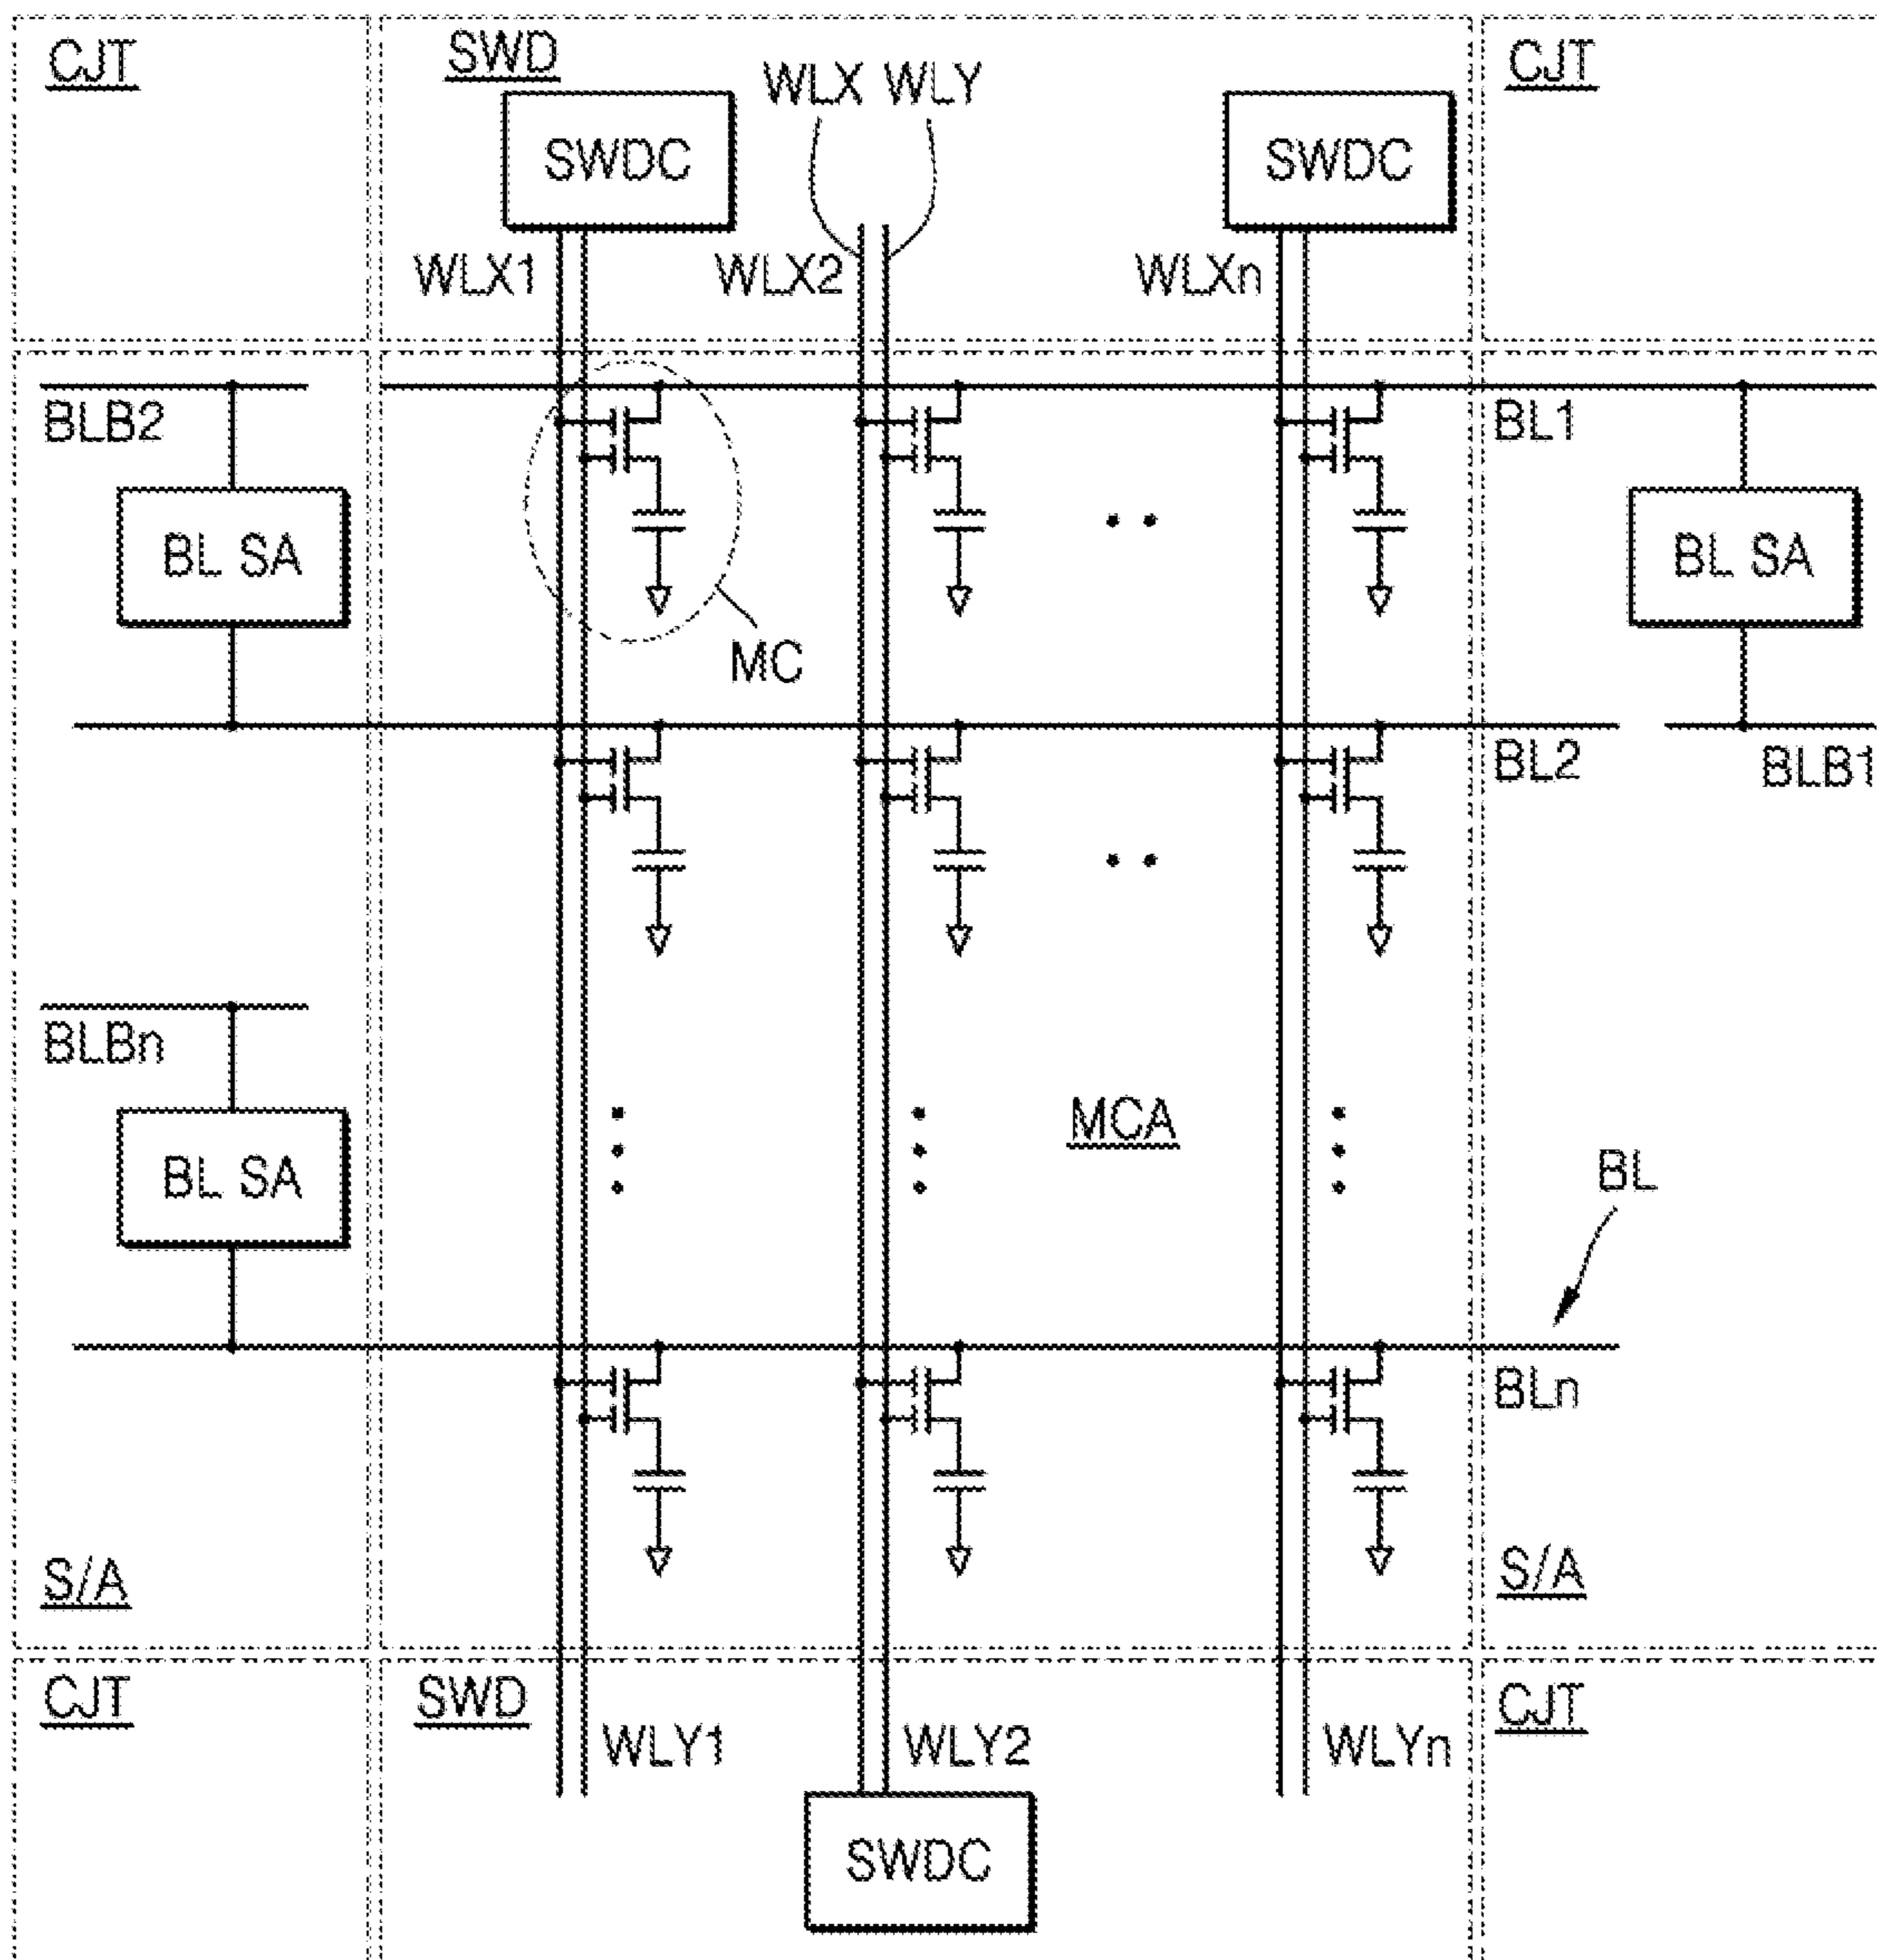 CJT
SWD
WLX WLY
CJT
SWDC
SWDC
WLX1
WLX2
WLXn
BLB2
BL1
BL SA
BL SA
MC
BL2
BLB1
BLBn
MCA
BL SA
BL
BLn
S/A
S/A
CJT
SWD
CJT
WLY1
WLY2
WLYn
SWDC